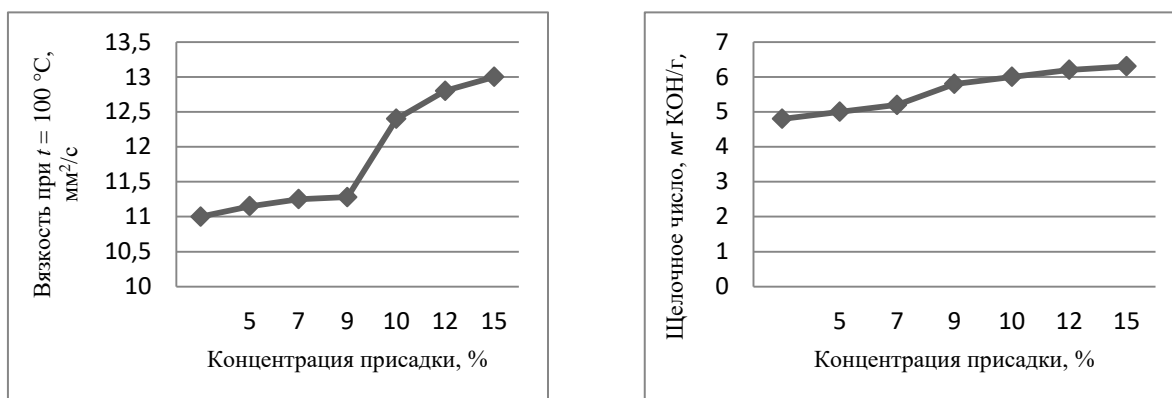 Вязкость при t = 100 °C,
мм²/с
13,5
13
12,5
12
11,5
11
10,5
10
5 7 9 10 12 15
Концентрация присадки, %
Щелочное число, мг КОН/г,
7
6
5
4
3
2
1
0
5 7 9 10 12 15
Концентрация присадки, %